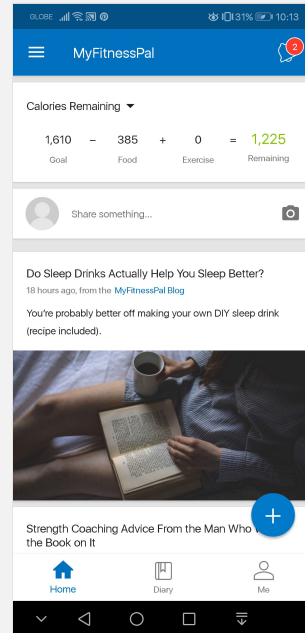 GLOBE 31% 10:13
MyFitnessPal
2
Calories Remaining
1,610 – 385 + 0 = 1,225
Goal Food Exercise Remaining
Share something...
Do Sleep Drinks Actually Help You Sleep Better?
18 hours ago, from the MyFitnessPal Blog
You're probably better off making your own DIY sleep drink
(recipe included).
Strength Coaching Advice From the Man Who
the Book on It
Home Diary Me